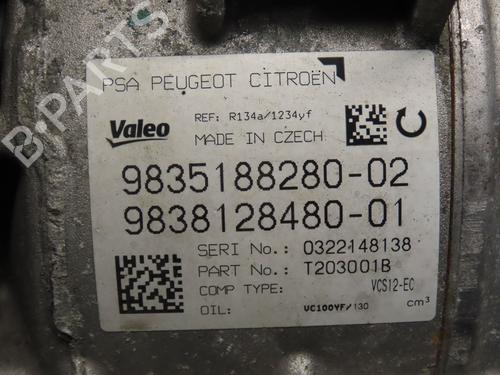 B-PARTS
PSA PEUGEOT CITROËN
Valeo
REF: R134a/1234yf
MADE IN CZECH
9835188280-02
9838128480-01
SERI No.: 0322148138
PART No.: T203001B
COMP TYPE: VCS12-EC
OIL: VC100YF/130 cm³